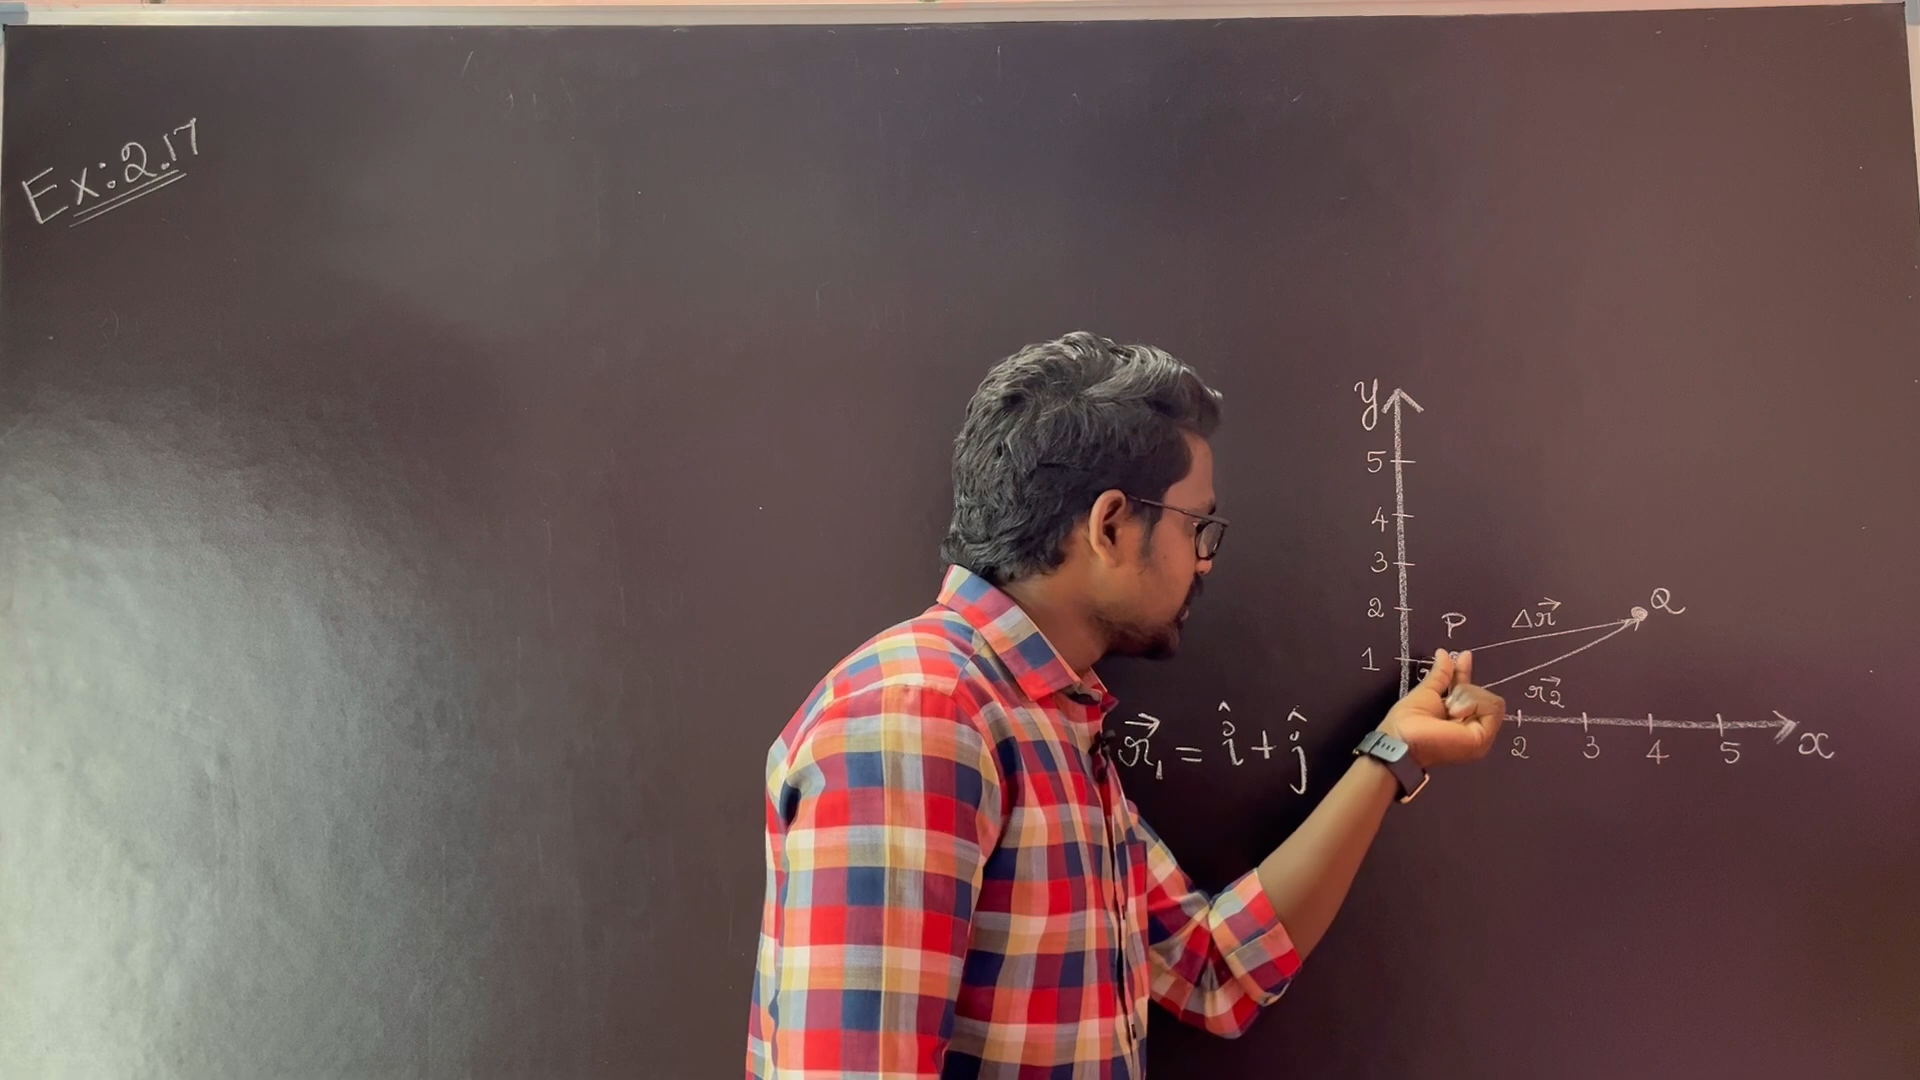 Ex:2.17
y
5
4
3
2
1
P
Δr⃗
Q
r⃗2
2 3 4 5 x
r⃗₁ = î + ĵ